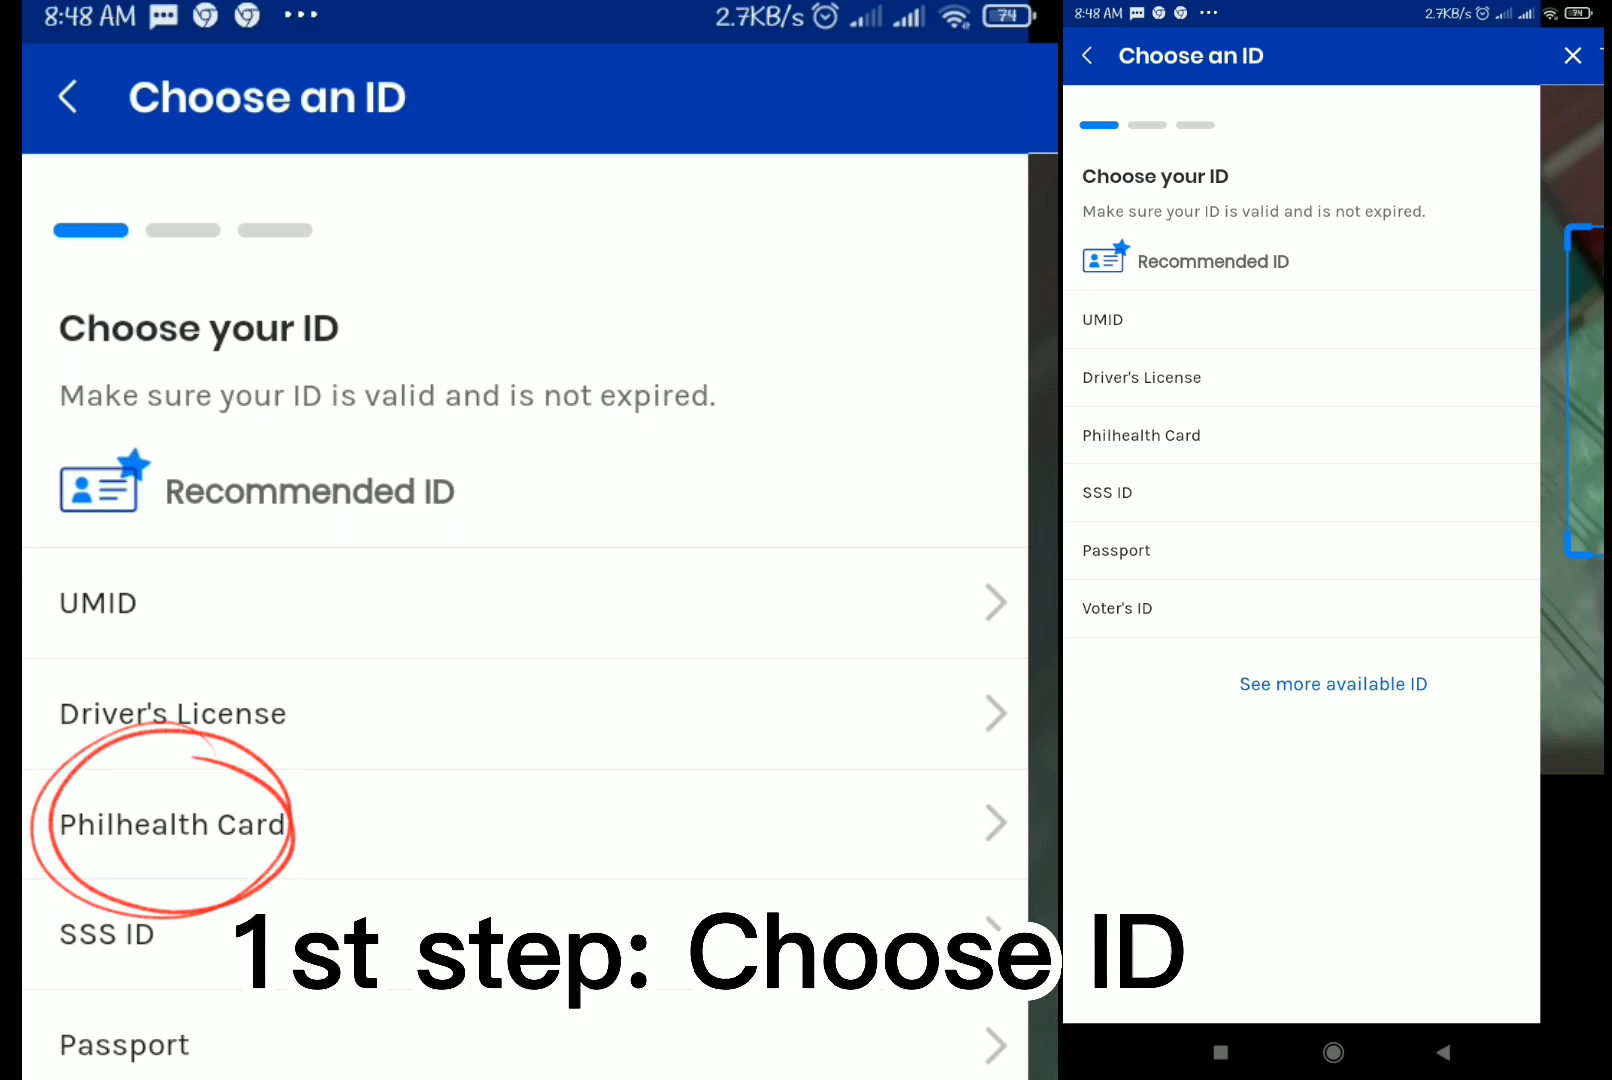 8:48 AM
2.7KB/s
74
Choose an ID
Choose your ID
Make sure your ID is valid and is not expired.
Recommended ID
UMID
Driver's License
Philhealth Card
SSS ID
Passport
1st step: Choose ID
8:48 AM
2.7KB/s
74
Choose an ID
Choose your ID
Make sure your ID is valid and is not expired.
Recommended ID
UMID
Driver's License
Philhealth Card
SSS ID
Passport
Voter's ID
See more available ID